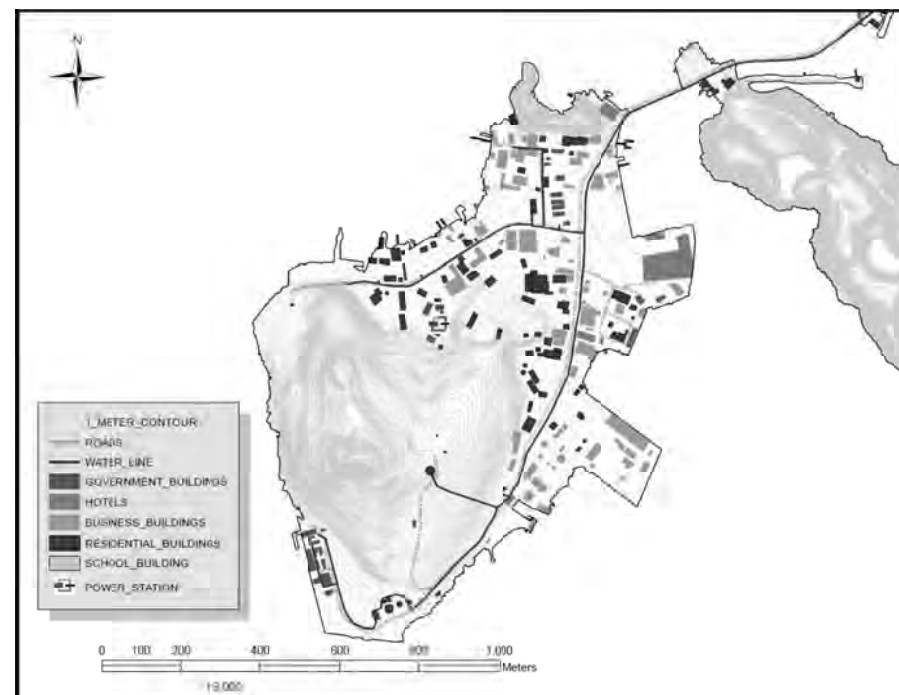 N
1_METER_CONTOUR
ROADS
WATER_LINE
GOVERNMENT_BUILDINGS
HOTELS
BUSINESS_BUILDINGS
RESIDENTIAL_BUILDINGS
SCHOOL_BUILDING
POWER_STATION
0 100 200 400 600 800 1,000
Meters